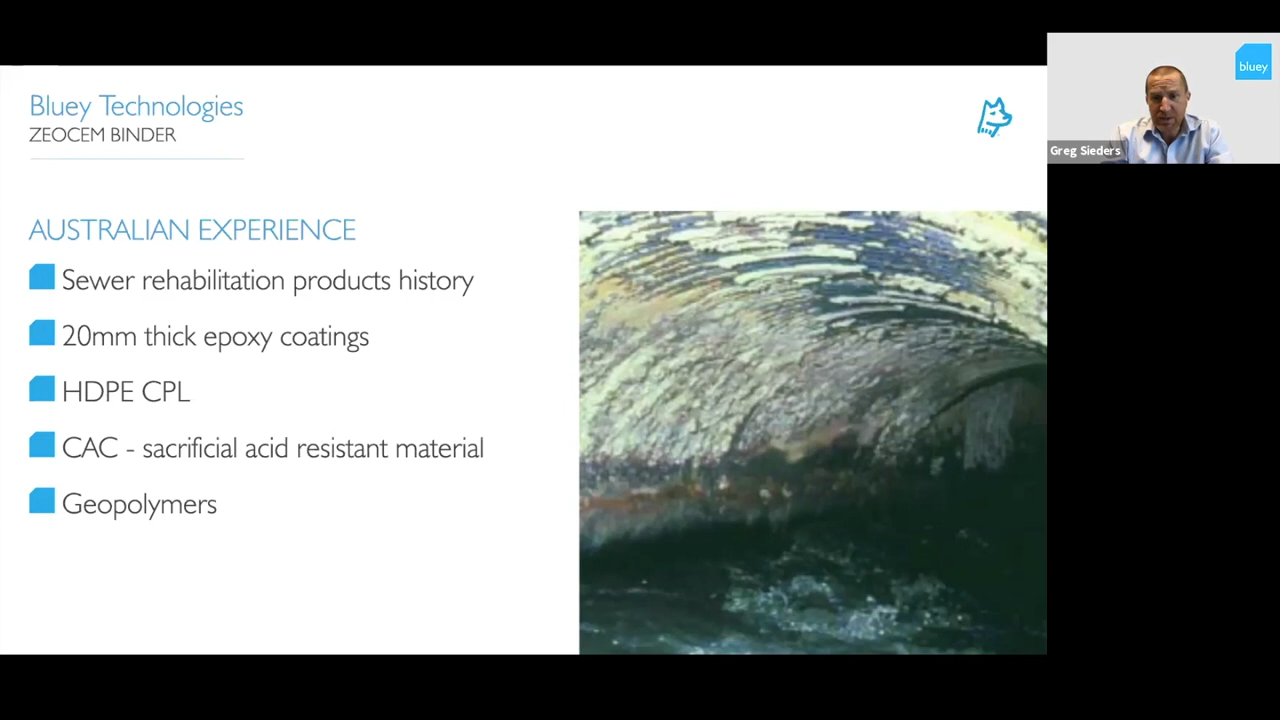 Bluey Technologies
ZEOCEM BINDER
AUSTRALIAN EXPERIENCE
Sewer rehabilitation products history
20mm thick epoxy coatings
HDPE CPL
CAC - sacrificial acid resistant material
Geopolymers
bluey
Greg Sieders